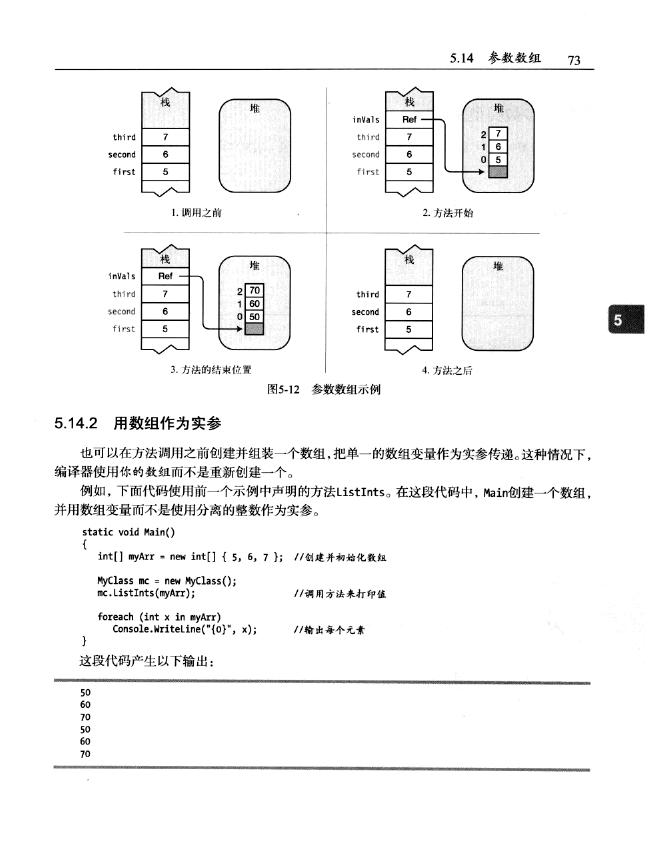 5.14 参数数组 73
栈
堆
third 7
second 6
first 5
1. 调用之前
栈
堆
inVals Ref
third 7
second 6
first 5
2 7
1 6
0 5
2. 方法开始
栈
堆
inVals Ref
third 7
second 6
first 5
2 70
1 60
0 50
3. 方法的结束位置
栈
堆
third 7
second 6
first 5
4. 方法之后
5
图5-12 参数数组示例
5.14.2 用数组作为实参
也可以在方法调用之前创建并组装一个数组,把单一的数组变量作为实参传递。这种情况下,
编译器使用你的数组而不是重新创建一个。
例如,下面代码使用前一个示例中声明的方法ListInts。在这段代码中,Main创建一个数组,
并用数组变量而不是使用分离的整数作为实参。
static void Main()
{
int[] myArr = new int[] { 5, 6, 7 }; //创建并初始化数组
MyClass mc = new MyClass();
mc.ListInts(myArr); //调用方法来打印值
foreach (int x in myArr)
Console.WriteLine("{0}", x); //输出每个元素
}
这段代码产生以下输出:
50
60
70
50
60
70